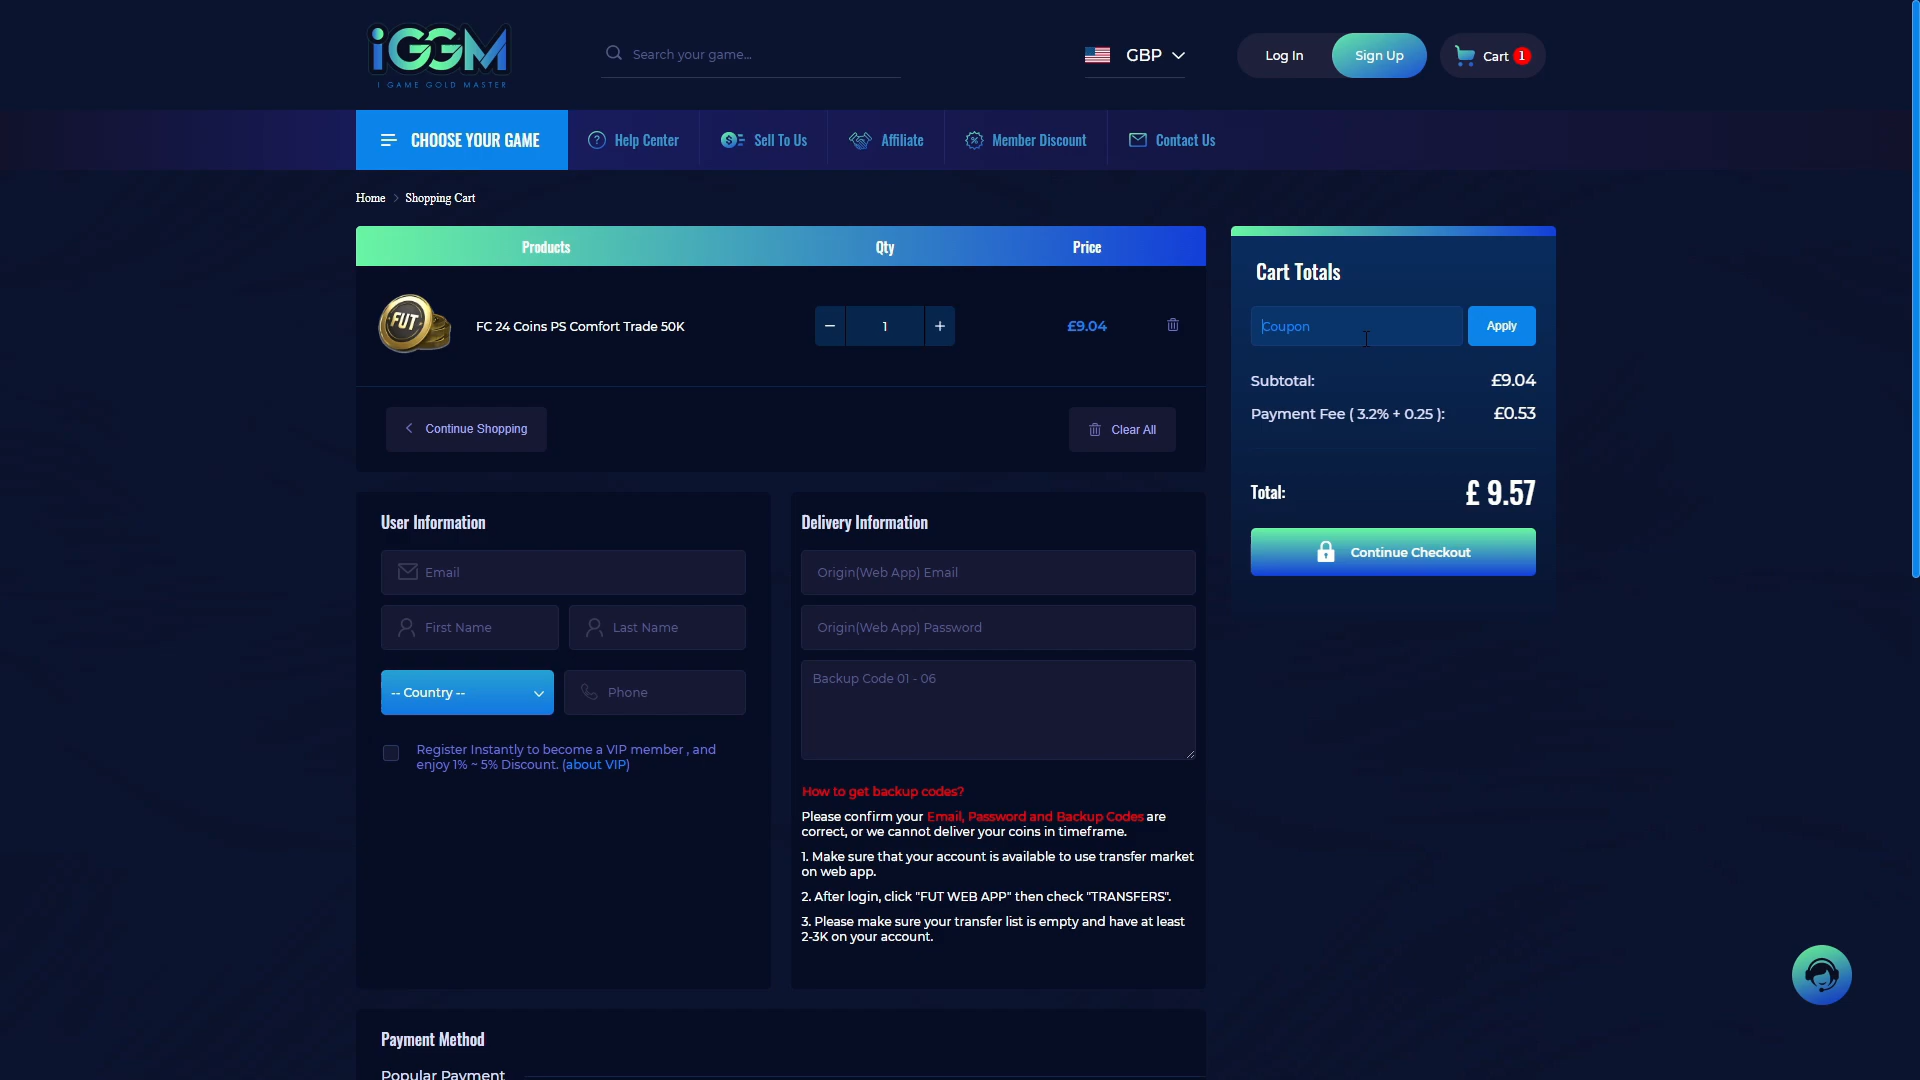 iGGM
I GAME GOLD MASTER
Search your game...
GBP
Log In
Sign Up
Cart 1
CHOOSE YOUR GAME
Help Center
Sell To Us
Affiliate
Member Discount
Contact Us
Home > Shopping Cart
Products
Qty
Price
FUT
FC 24 Coins PS Comfort Trade 50K
− 1 +
£9.04
Continue Shopping
Clear All
Cart Totals
Coupon
Apply
Subtotal: £9.04
Payment Fee ( 3.2% + 0.25 ): £0.53
Total: £ 9.57
Continue Checkout
User Information
Email
First Name
Last Name
-- Country --
Phone
Register Instantly to become a VIP member , and
enjoy 1% ~ 5% Discount. (about VIP)
Delivery Information
Origin(Web App) Email
Origin(Web App) Password
Backup Code 01 - 06
How to get backup codes?
Please confirm your Email, Password and Backup Codes are
correct, or we cannot deliver your coins in timeframe.
1. Make sure that your account is available to use transfer market
on web app.
2. After login, click "FUT WEB APP" then check "TRANSFERS".
3. Please make sure your transfer list is empty and have at least
2-3K on your account.
Payment Method
Popular Payment